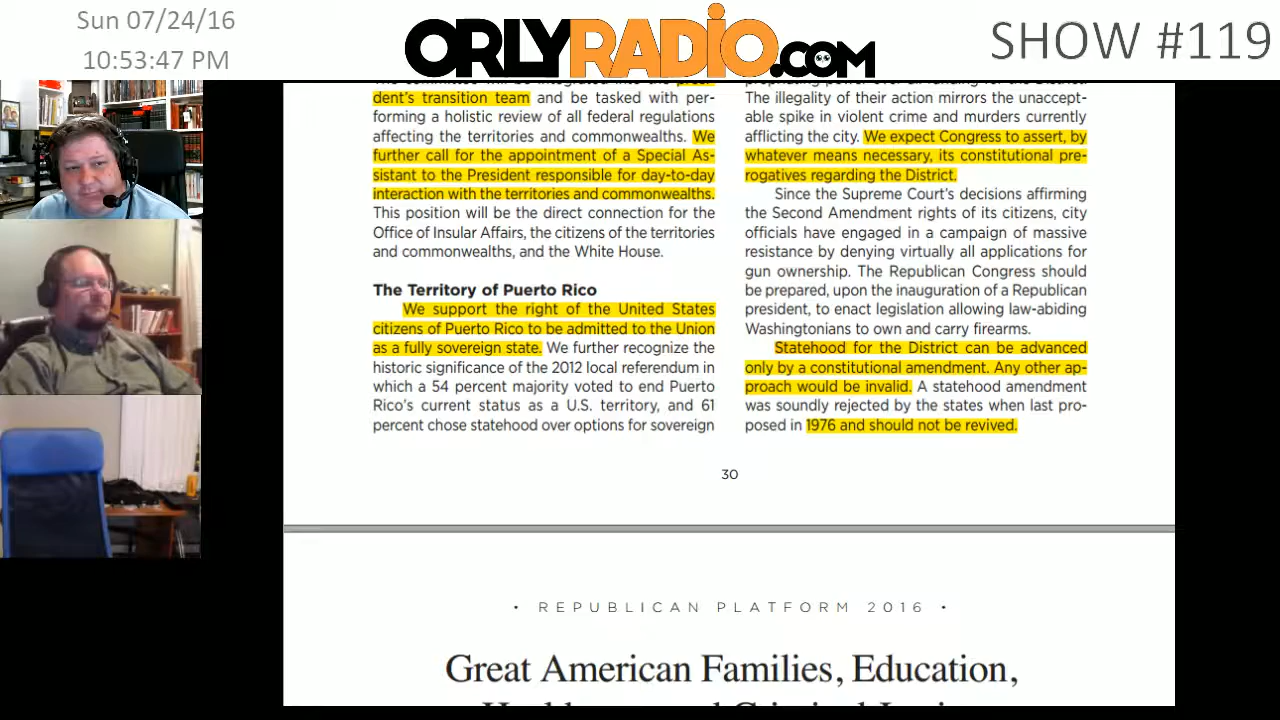 Sun 07/24/16
10:53:47 PM
ORLYRADIO.COM
SHOW #119
dent's transition team and be tasked with per-
forming a holistic review of all federal regulations
affecting the territories and commonwealths. We
further call for the appointment of a Special As-
sistant to the President responsible for day-to-day
interaction with the territories and commonwealths.
This position will be the direct connection for the
Office of Insular Affairs, the citizens of the territories
and commonwealths, and the White House.
The Territory of Puerto Rico
We support the right of the United States
citizens of Puerto Rico to be admitted to the Union
as a fully sovereign state. We further recognize the
historic significance of the 2012 local referendum in
which a 54 percent majority voted to end Puerto
Rico's current status as a U.S. territory, and 61
percent chose statehood over options for sovereign
The illegality of their action mirrors the unaccept-
able spike in violent crime and murders currently
afflicting the city. We expect Congress to assert, by
whatever means necessary, its constitutional pre-
rogatives regarding the District.
Since the Supreme Court's decisions affirming
the Second Amendment rights of its citizens, city
officials have engaged in a campaign of massive
resistance by denying virtually all applications for
gun ownership. The Republican Congress should
be prepared, upon the inauguration of a Republican
president, to enact legislation allowing law-abiding
Washingtonians to own and carry firearms.
Statehood for the District can be advanced
only by a constitutional amendment. Any other ap-
proach would be invalid. A statehood amendment
was soundly rejected by the states when last pro-
posed in 1976 and should not be revived.
30
• REPUBLICAN PLATFORM 2016 •
Great American Families, Education,